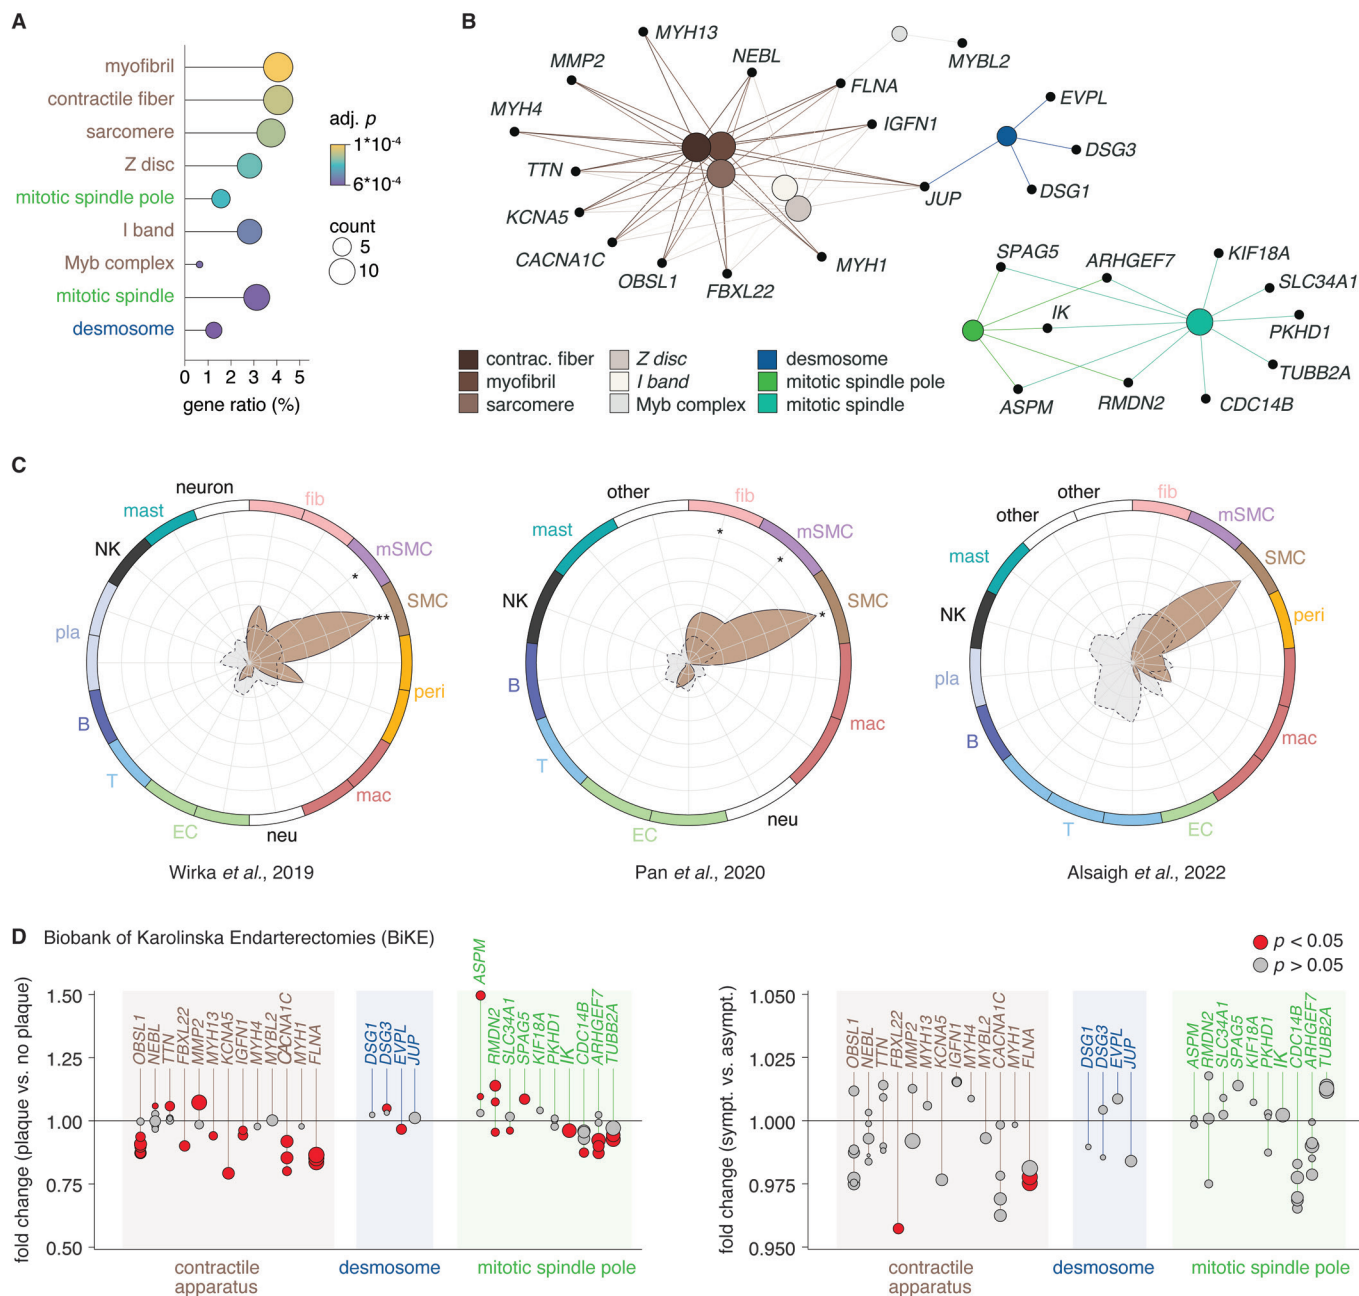 A
myofibril
contractile fiber
sarcomere
Z disc
mitotic spindle pole
I band
Myb complex
mitotic spindle
desmosome
0 1 2 3 4 5
gene ratio (%)
adj. p
1*10-4
6*10-4
count
5
10
B
MYH13
MMP2
NEBL
MYBL2
FLNA
MYH4
EVPL
IGFN1
DSG3
TTN
DSG1
JUP
KCNA5
CACNA1C
OBSL1
FBXL22
MYH1
SPAG5
ARHGEF7
KIF18A
SLC34A1
IK
PKHD1
TUBB2A
ASPM
RMDN2
CDC14B
contrac. fiber
myofibril
sarcomere
Z disc
I band
Myb complex
desmosome
mitotic spindle pole
mitotic spindle
C
neuron
fib
mast
mSMC
NK
*
SMC
**
pla
peri
B
T
mac
EC
neu
Wirka et al., 2019
other
fib
mast
mSMC
*
*
NK
SMC
*
B
mac
T
neu
EC
Pan et al., 2020
other
fib
other
mSMC
mast
SMC
NK
peri
pla
B
mac
T
EC
Alsaigh et al., 2022
D Biobank of Karolinska Endarterectomies (BiKE)
p < 0.05
p > 0.05
fold change (plaque vs. no plaque)
1.50
1.25
1.00
0.75
0.50
OBSL1
NEBL
TTN
FBXL22
MMP2
MYH13
KCNA5
IGFN1
MYH4
MYBL2
CACNA1C
MYH1
FLNA
DSG1
DSG3
EVPL
JUP
ASPM
RMDN2
SLC34A1
SPAG5
KIF18A
PKHD1
IK
CDC14B
ARHGEF7
TUBB2A
contractile
apparatus
desmosome
mitotic spindle pole
fold change (sympt. vs. asympt.)
1.050
1.025
1.000
0.975
0.950
OBSL1
NEBL
TTN
FBXL22
MMP2
MYH13
KCNA5
IGFN1
MYH4
MYBL2
CACNA1C
MYH1
FLNA
DSG1
DSG3
EVPL
JUP
ASPM
RMDN2
SLC34A1
SPAG5
KIF18A
PKHD1
IK
CDC14B
ARHGEF7
TUBB2A
contractile
apparatus
desmosome
mitotic spindle pole